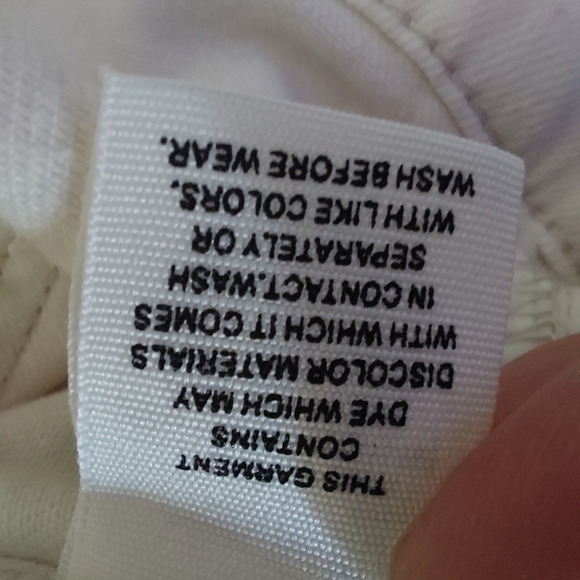 THIS GARMENT
CONTAINS
DYE WHICH MAY
DISCOLOR MATERIALS
WITH WHICH IT COMES
IN CONTACT.WASH
SEPARATELY OR
WITH LIKE COLORS.
WASH BEFORE WEAR.